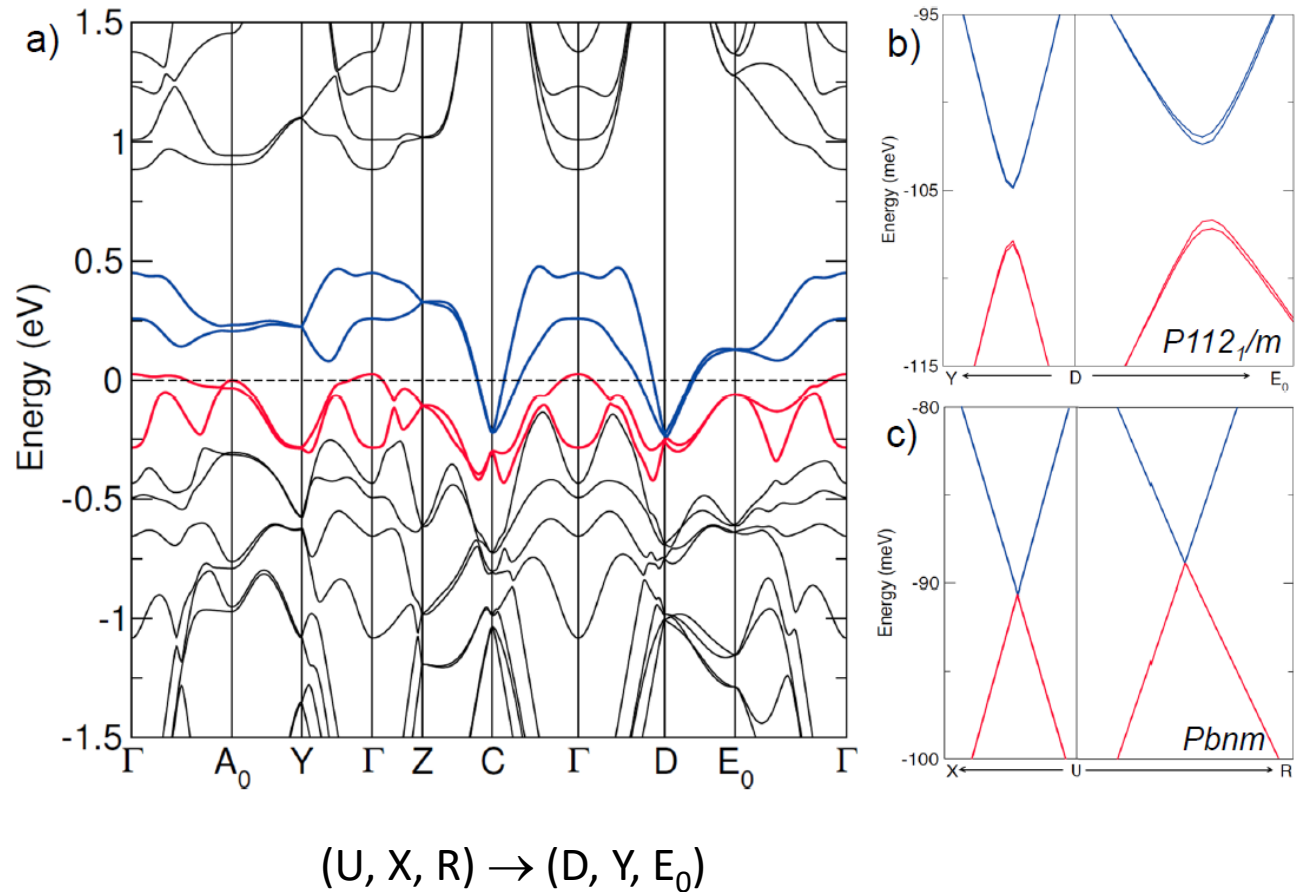 a)
Energy (eV)
1.5
1
0.5
0
-0.5
-1
-1.5
Γ A₀ Y Γ Z C Γ D E₀ Γ
b)
Energy (meV)
-95
-105
-115
P112₁/m
Y D E₀
c)
Energy (meV)
-80
-90
-100
Pbnm
X U R
(U, X, R) → (D, Y, E₀)